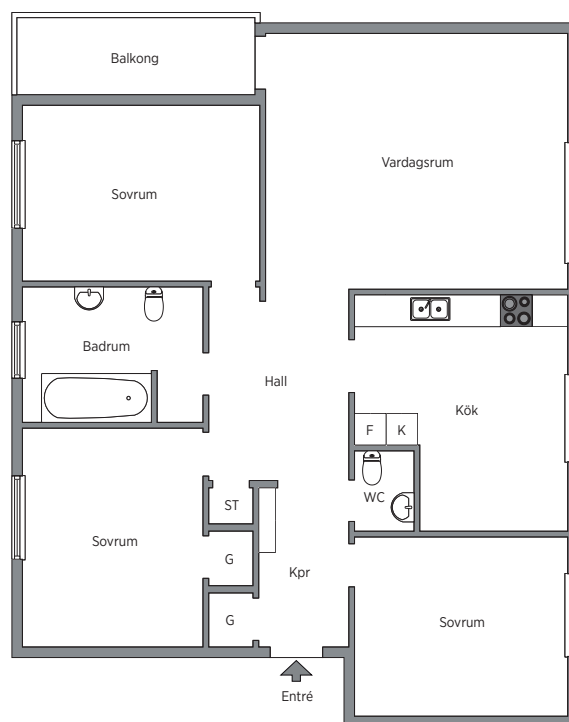 Balkong
Vardagsrum
Sovrum
Badrum
Hall
Kök
F
K
WC
ST
Sovrum
G
Kpr
G
Sovrum
Entré